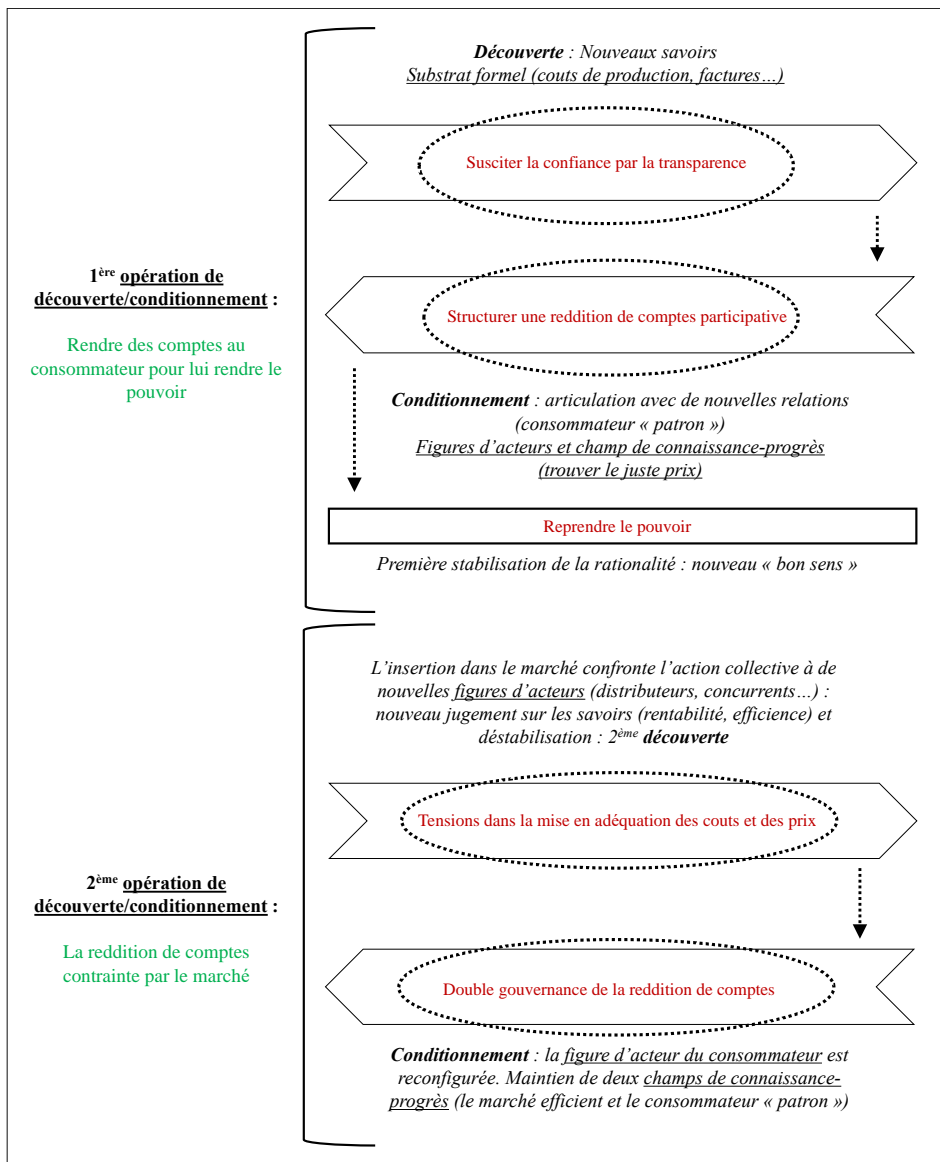 Découverte : Nouveaux savoirs
Substrat formel (couts de production, factures…)
Susciter la confiance par la transparence
1ère opération de
découverte/conditionnement :
Rendre des comptes au
consommateur pour lui rendre le
pouvoir
Structurer une reddition de comptes participative
Conditionnement : articulation avec de nouvelles relations
(consommateur « patron »)
Figures d’acteurs et champ de connaissance-progrès
(trouver le juste prix)
Reprendre le pouvoir
Première stabilisation de la rationalité : nouveau « bon sens »
L’insertion dans le marché confronte l’action collective à de
nouvelles figures d’acteurs (distributeurs, concurrents…) :
nouveau jugement sur les savoirs (rentabilité, efficience) et
déstabilisation : 2ème découverte
Tensions dans la mise en adéquation des couts et des prix
2ème opération de
découverte/conditionnement :
La reddition de comptes
contrainte par le marché
Double gouvernance de la reddition de comptes
Conditionnement : la figure d’acteur du consommateur est
reconfigurée. Maintien de deux champs de connaissance-
progrès (le marché efficient et le consommateur « patron »)